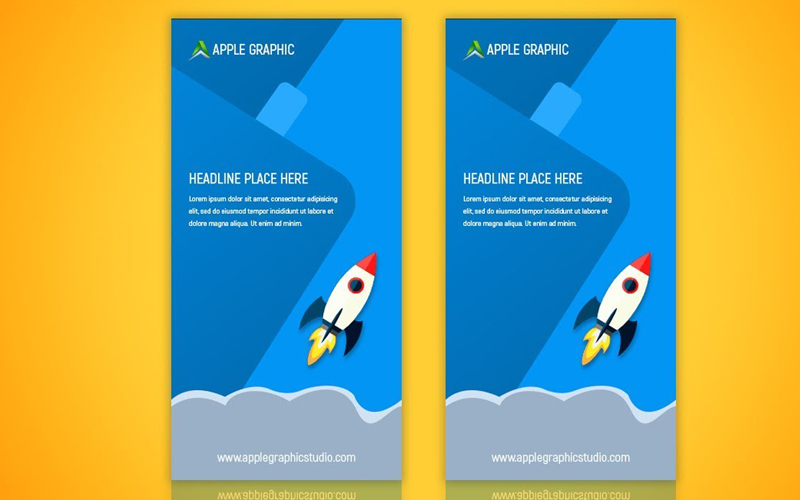 APPLE GRAPHIC
HEADLINE PLACE HERE
Lorem ipsum dolor sit amet, consectetur adipiscing
elit, sed do eiusmod tempor incididunt ut labore et
dolore magna aliqua. Ut enim ad minim.
www.applegraphicstudio.com
APPLE GRAPHIC
HEADLINE PLACE HERE
Lorem ipsum dolor sit amet, consectetur adipiscing
elit, sed do eiusmod tempor incididunt ut labore et
dolore magna aliqua. Ut enim ad minim.
www.applegraphicstudio.com